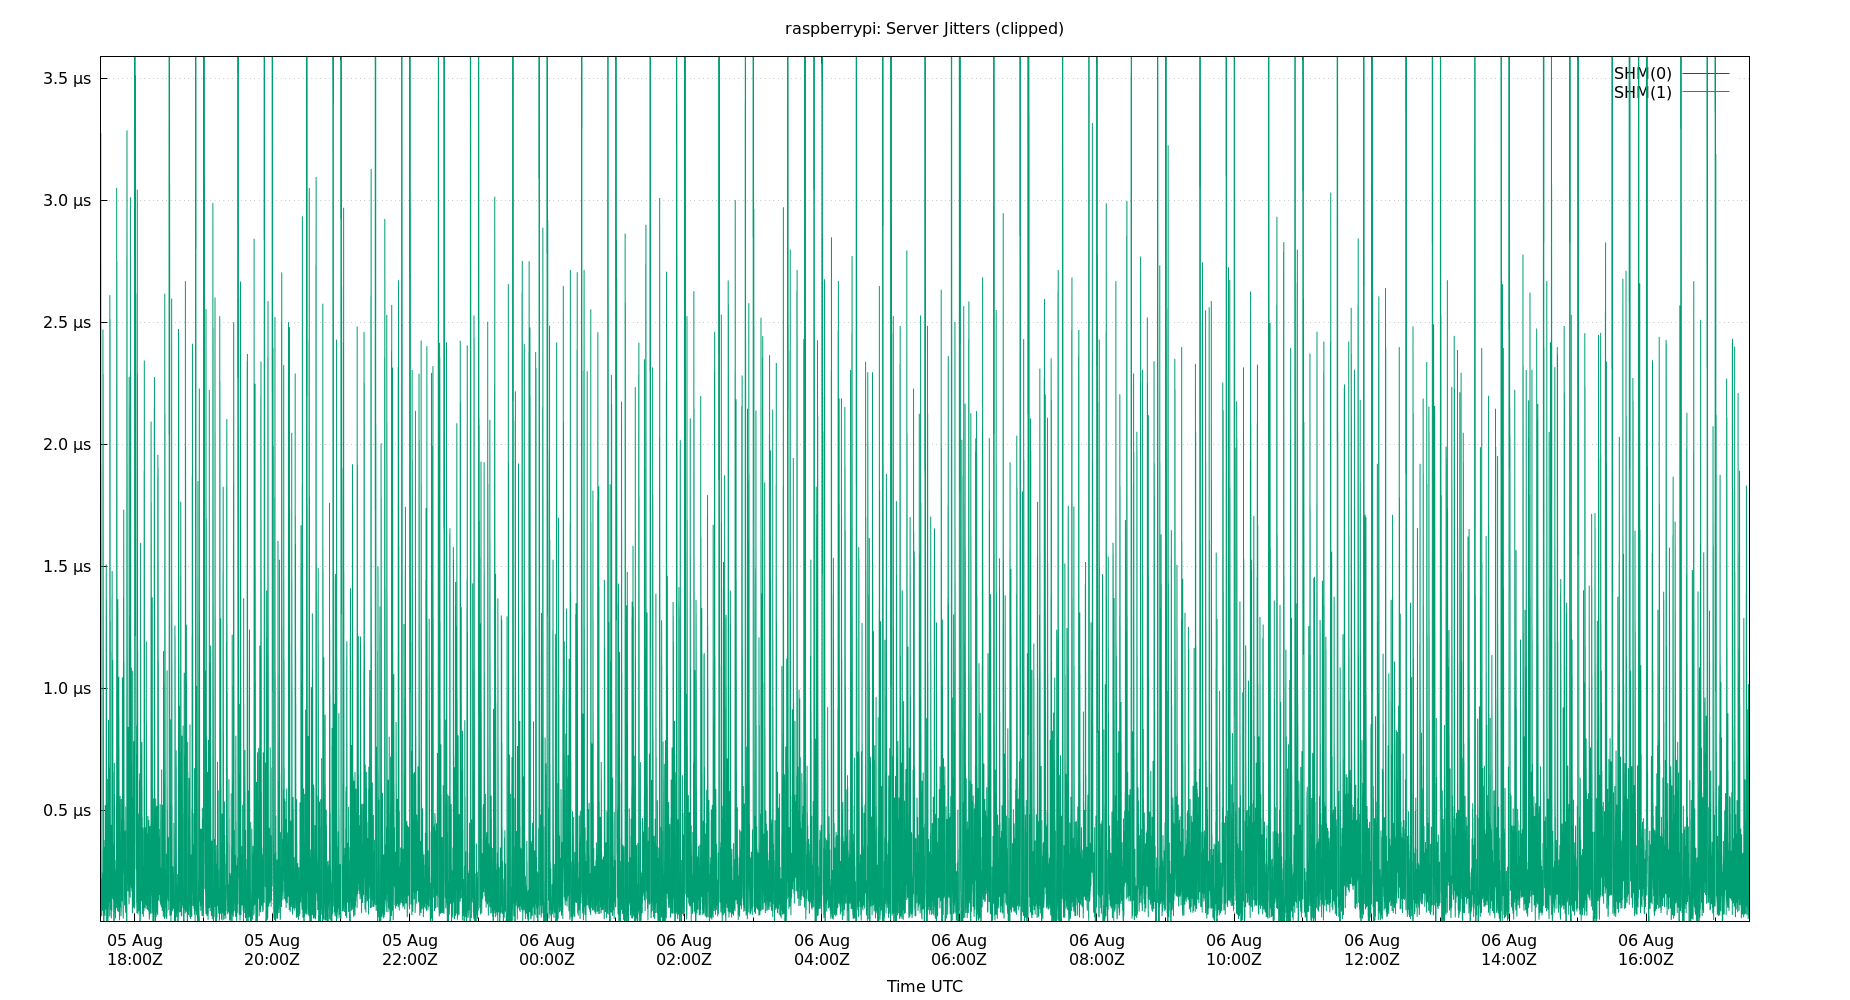 raspberrypi: Server Jitters (clipped)
SHM(0)
SHM(1)
3.5 µs
3.0 µs
2.5 µs
2.0 µs
1.5 µs
1.0 µs
0.5 µs
05 Aug 05 Aug 05 Aug 06 Aug 06 Aug 06 Aug 06 Aug 06 Aug 06 Aug 06 Aug 06 Aug 06 Aug
18:00Z 20:00Z 22:00Z 00:00Z 02:00Z 04:00Z 06:00Z 08:00Z 10:00Z 12:00Z 14:00Z 16:00Z
Time UTC